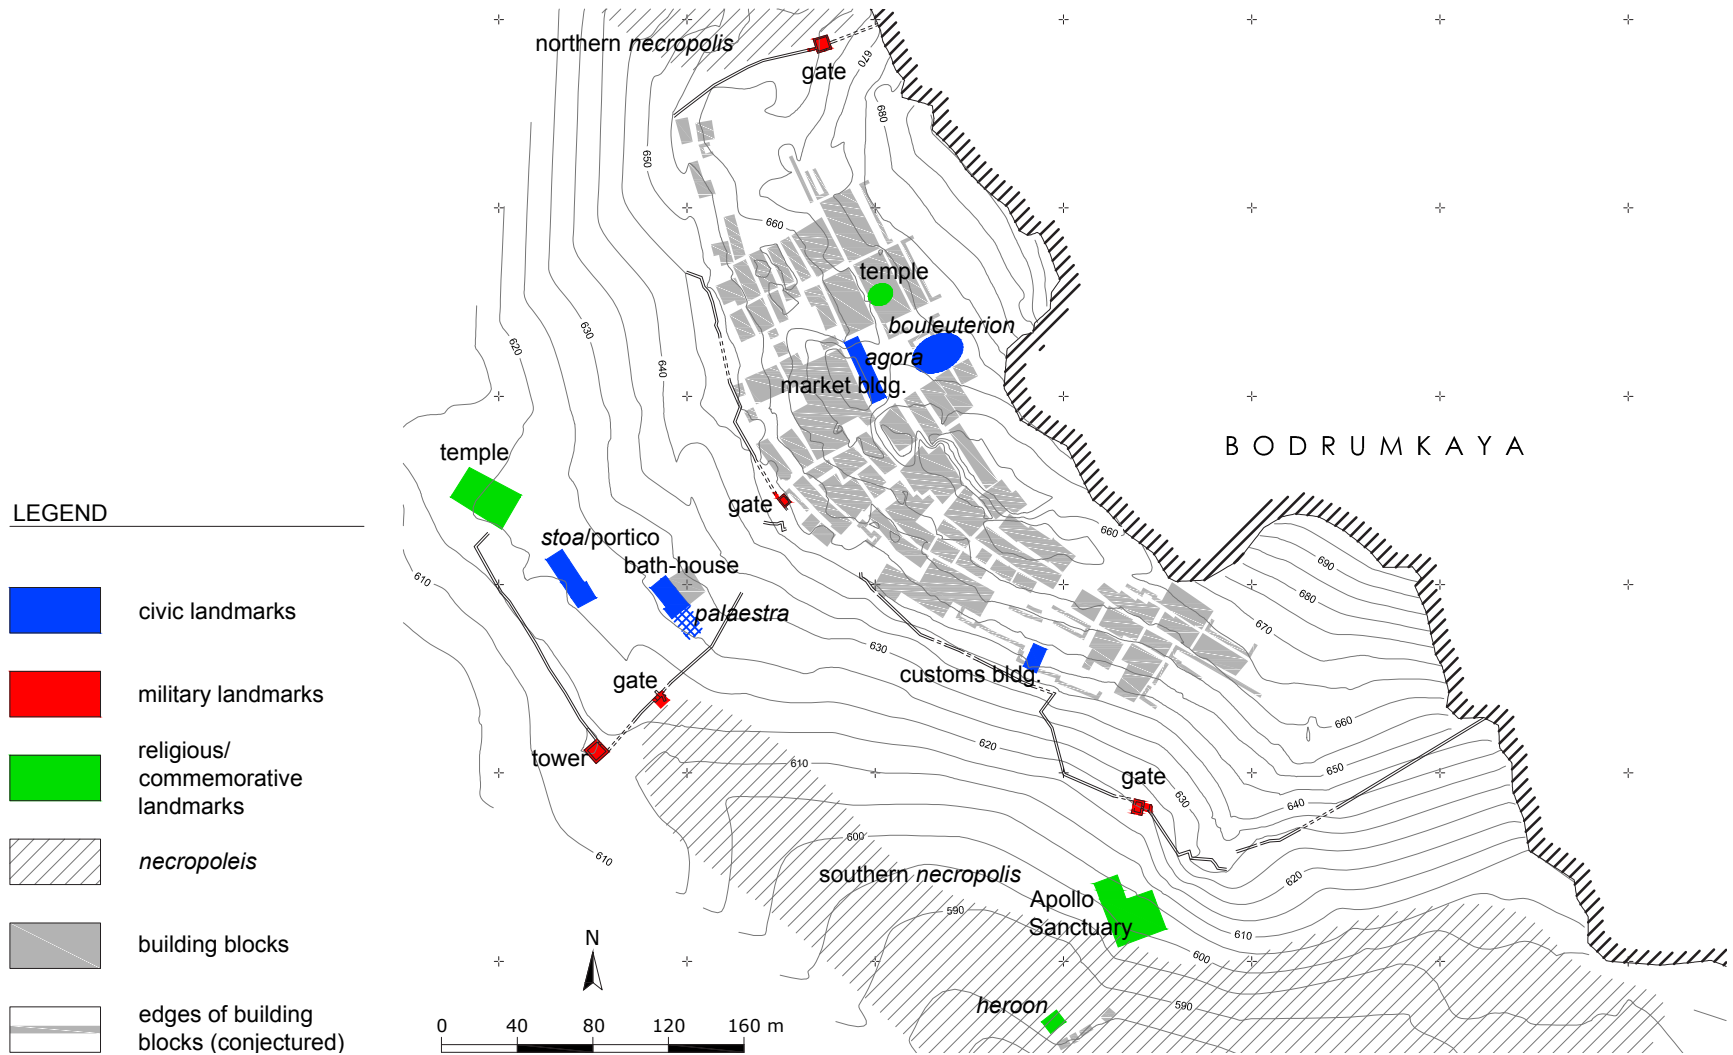 northern necropolis
gate
670
680
650
660
temple
bouleuterion
agora
market bldg.
630
620
640
BODRUMKAYA
temple
gate
660
LEGEND
stoa/portico
bath-house
610
690
680
civic landmarks
palaestra
670
630
customs bldg.
gate
military landmarks
660
620
tower
610
650
gate
religious/
commemorative
landmarks
630
640
600
610
necropoleis
southern necropolis
620
590
Apollo
Sanctuary
610
building blocks
N
600
590
heroon
edges of building
blocks (conjectured)
0 40 80 120 160 m